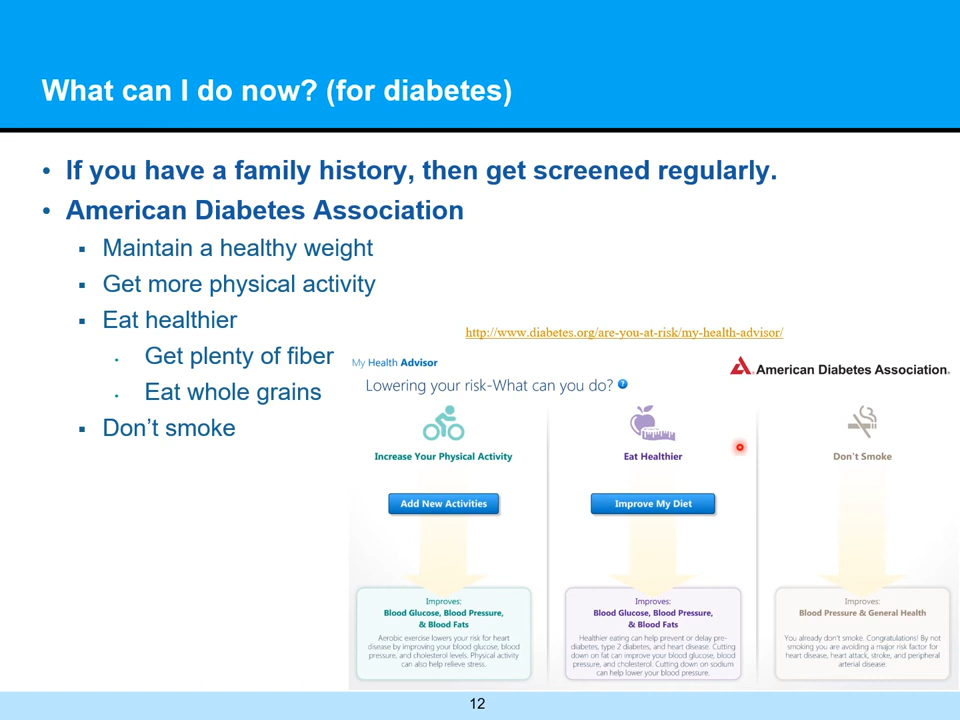 What can I do now? (for diabetes)
• If you have a family history, then get screened regularly.
• American Diabetes Association
▪ Maintain a healthy weight
▪ Get more physical activity
▪ Eat healthier
• Get plenty of fiber
• Eat whole grains
▪ Don’t smoke
http://www.diabetes.org/are-you-at-risk/my-health-advisor/
My Health Advisor
American Diabetes Association.
Lowering your risk-What can you do? ?
Increase Your Physical Activity
Add New Activities
Improves:
Blood Glucose, Blood Pressure,
& Blood Fats
Aerobic exercise lowers your risk for heart
disease by improving your blood glucose, blood
pressure, and cholesterol levels. Physical activity
can also help relieve stress.
Eat Healthier
Improve My Diet
Improves:
Blood Glucose, Blood Pressure,
& Blood Fats
Healthier eating can help prevent or delay pre-
diabetes, type 2 diabetes, and heart disease. Cutting
down on fat can improve your blood glucose, blood
pressure, and cholesterol. Cutting down on sodium
can help lower your blood pressure.
Don't Smoke
Improves:
Blood Pressure & General Health
You already don't smoke. Congratulations! By not
smoking you are avoiding a major risk factor for
heart disease, heart attack, stroke, and peripheral
arterial disease.
12